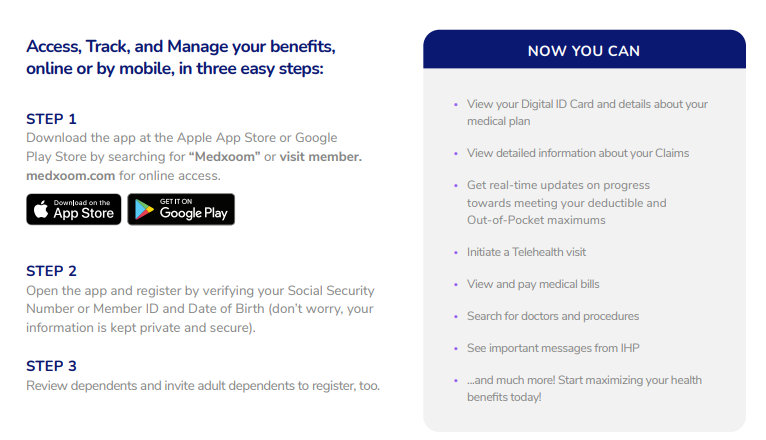 Access, Track, and Manage your benefits,
online or by mobile, in three easy steps:
STEP 1
Download the app at the Apple App Store or Google
Play Store by searching for “Medxoom” or visit member.
medxoom.com for online access.
Download on the
App Store
GET IT ON
Google Play
STEP 2
Open the app and register by verifying your Social Security
Number or Member ID and Date of Birth (don’t worry, your
information is kept private and secure).
STEP 3
Review dependents and invite adult dependents to register, too.
NOW YOU CAN
• View your Digital ID Card and details about your
medical plan
• View detailed information about your Claims
• Get real-time updates on progress
towards meeting your deductible and
Out-of-Pocket maximums
• Initiate a Telehealth visit
• View and pay medical bills
• Search for doctors and procedures
• See important messages from IHP
• ...and much more! Start maximizing your health
benefits today!